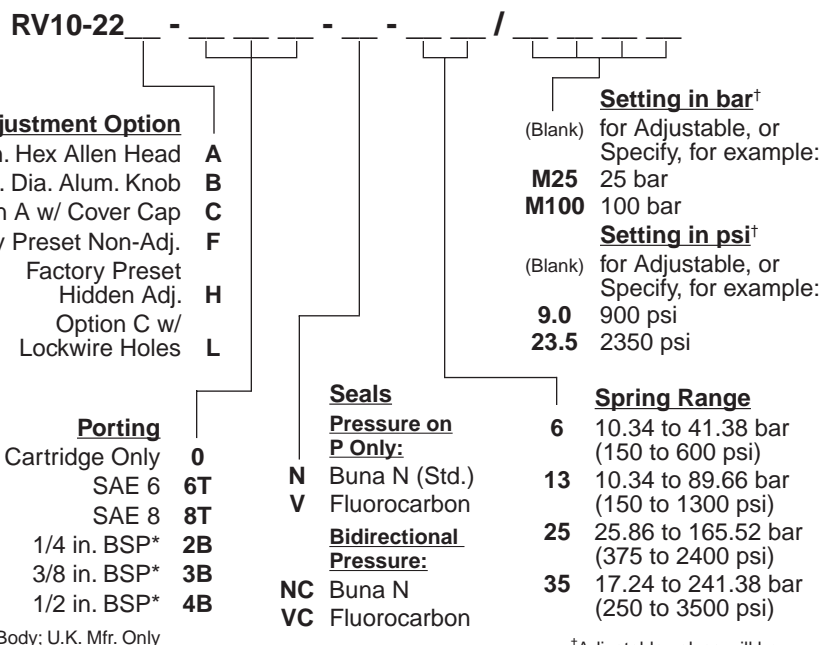 RV10-22__ - __ __ __ - __ - __ __ / __ __ __ __
Adjustment Option
Hex Allen Head A
Dia. Alum. Knob B
A w/ Cover Cap C
Preset Non-Adj. F
Factory Preset
Hidden Adj. H
Option C w/
Lockwire Holes L
Porting
Cartridge Only 0
SAE 6 6T
SAE 8 8T
1/4 in. BSP* 2B
3/8 in. BSP* 3B
1/2 in. BSP* 4B
Body; U.K. Mfr. Only
Seals
Pressure on
P Only:
N Buna N (Std.)
V Fluorocarbon
Bidirectional
Pressure:
NC Buna N
VC Fluorocarbon
Setting in bar†
(Blank) for Adjustable, or
Specify, for example:
M25 25 bar
M100 100 bar
Setting in psi†
(Blank) for Adjustable, or
Specify, for example:
9.0 900 psi
23.5 2350 psi
Spring Range
6 10.34 to 41.38 bar
(150 to 600 psi)
13 10.34 to 89.66 bar
(150 to 1300 psi)
25 25.86 to 165.52 bar
(375 to 2400 psi)
35 17.24 to 241.38 bar
(250 to 3500 psi)